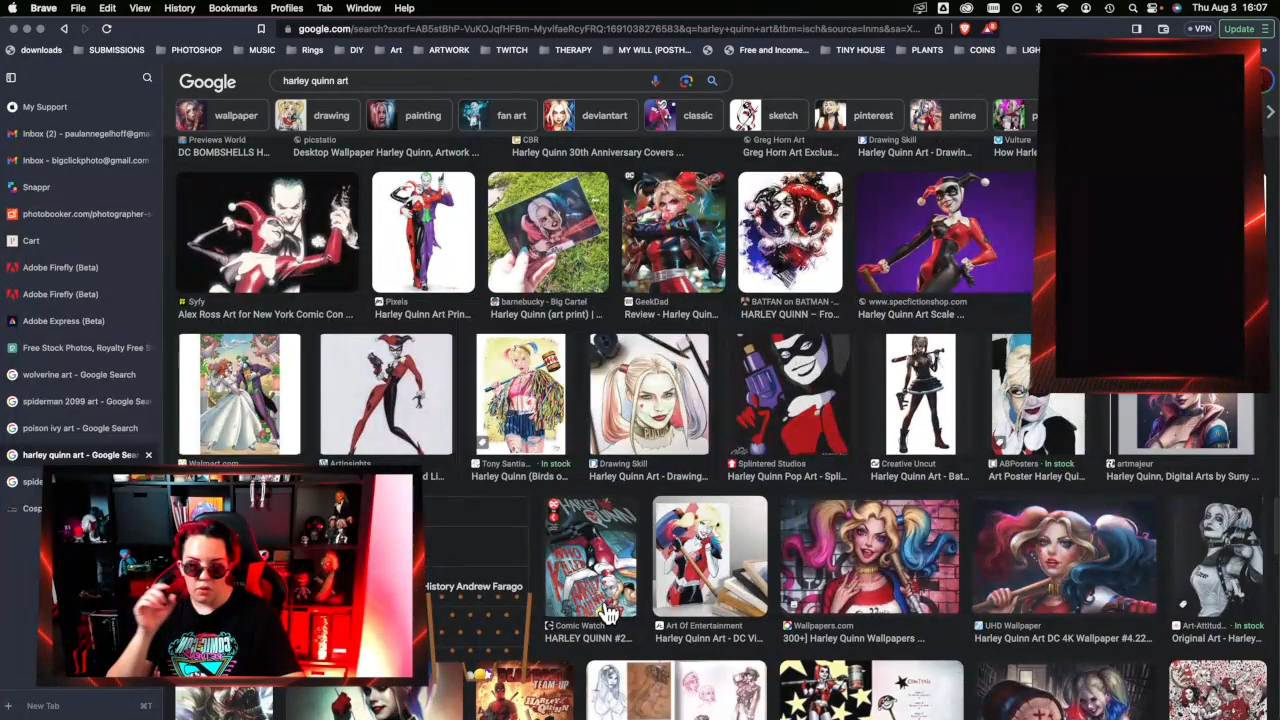 Brave File Edit View History Bookmarks Profiles Tab Window Help
Thu Aug 3 16:07
google.com/search?sxsrf=AB5stBhP-
downloads SUBMISSIONS PHOTOSHOP MUSIC Rings DIY Art ARTWORK TWITCH THERAPY MY WILL (POSTH... Free and Income... TINY HOUSE PLANTS COINS
VPN
Update
Google
harley quinn art
wallpaper drawing painting fan art deviantart classic sketch pinterest anime
My Support
Inbox (2) - paulannegelhoff@gma
Inbox - bigclickphoto@gmail.com
Snappr
photobooker.com/photographer-s
Cart
Adobe Firefly (Beta)
Adobe Firefly (Beta)
Adobe Express (Beta)
Free Stock Photos, Royalty Free S
wolverine art - Google Search
spiderman 2099 art - Google Sea
poison ivy art - Google Search
harley quinn art - Google Sea
New Tab ⌘T
Previews World picstatio CBR Greg Horn Art Drawing Skill Vulture
DC BOMBSHELLS H... Desktop Wallpaper Harley Quinn, Artwork ... Harley Quinn 30th Anniversary Covers ... Greg Horn Art Exclus... Harley Quinn Art - Drawin... How Harle
Syfy Pixels barnebucky - Big Cartel GeekDad BATFAN on BATMAN -... www.specfictionshop.com
Alex Ross Art for New York Comic Con ... Harley Quinn Art Prin... Harley Quinn (art print) | ... Review - Harley Quin... HARLEY QUINN – Fro... Harley Quinn Art Scale ...
Walmart.com ArtInsights Tony Santia... · In stock Drawing Skill Splintered Studios Creative Uncut ABPosters · In stock artmajeur
Harley Quinn (Birds o... Harley Quinn Art - Drawing... Harley Quinn Pop Art - Spli... Harley Quinn Art - Bat... Art Poster Harley Qui... Harley Quinn, Digital Arts by Suny ...
History Andrew Farago
Comic Watch Art Of Entertainment Wallpapers.com UHD Wallpaper Art-Attitud... · In stock
HARLEY QUINN #2... Harley Quinn Art - DC Vi... 300+] Harley Quinn Wallpapers ... Harley Quinn Art DC 4K Wallpaper #4.22... Original Art - Harley...
TEAM-UP